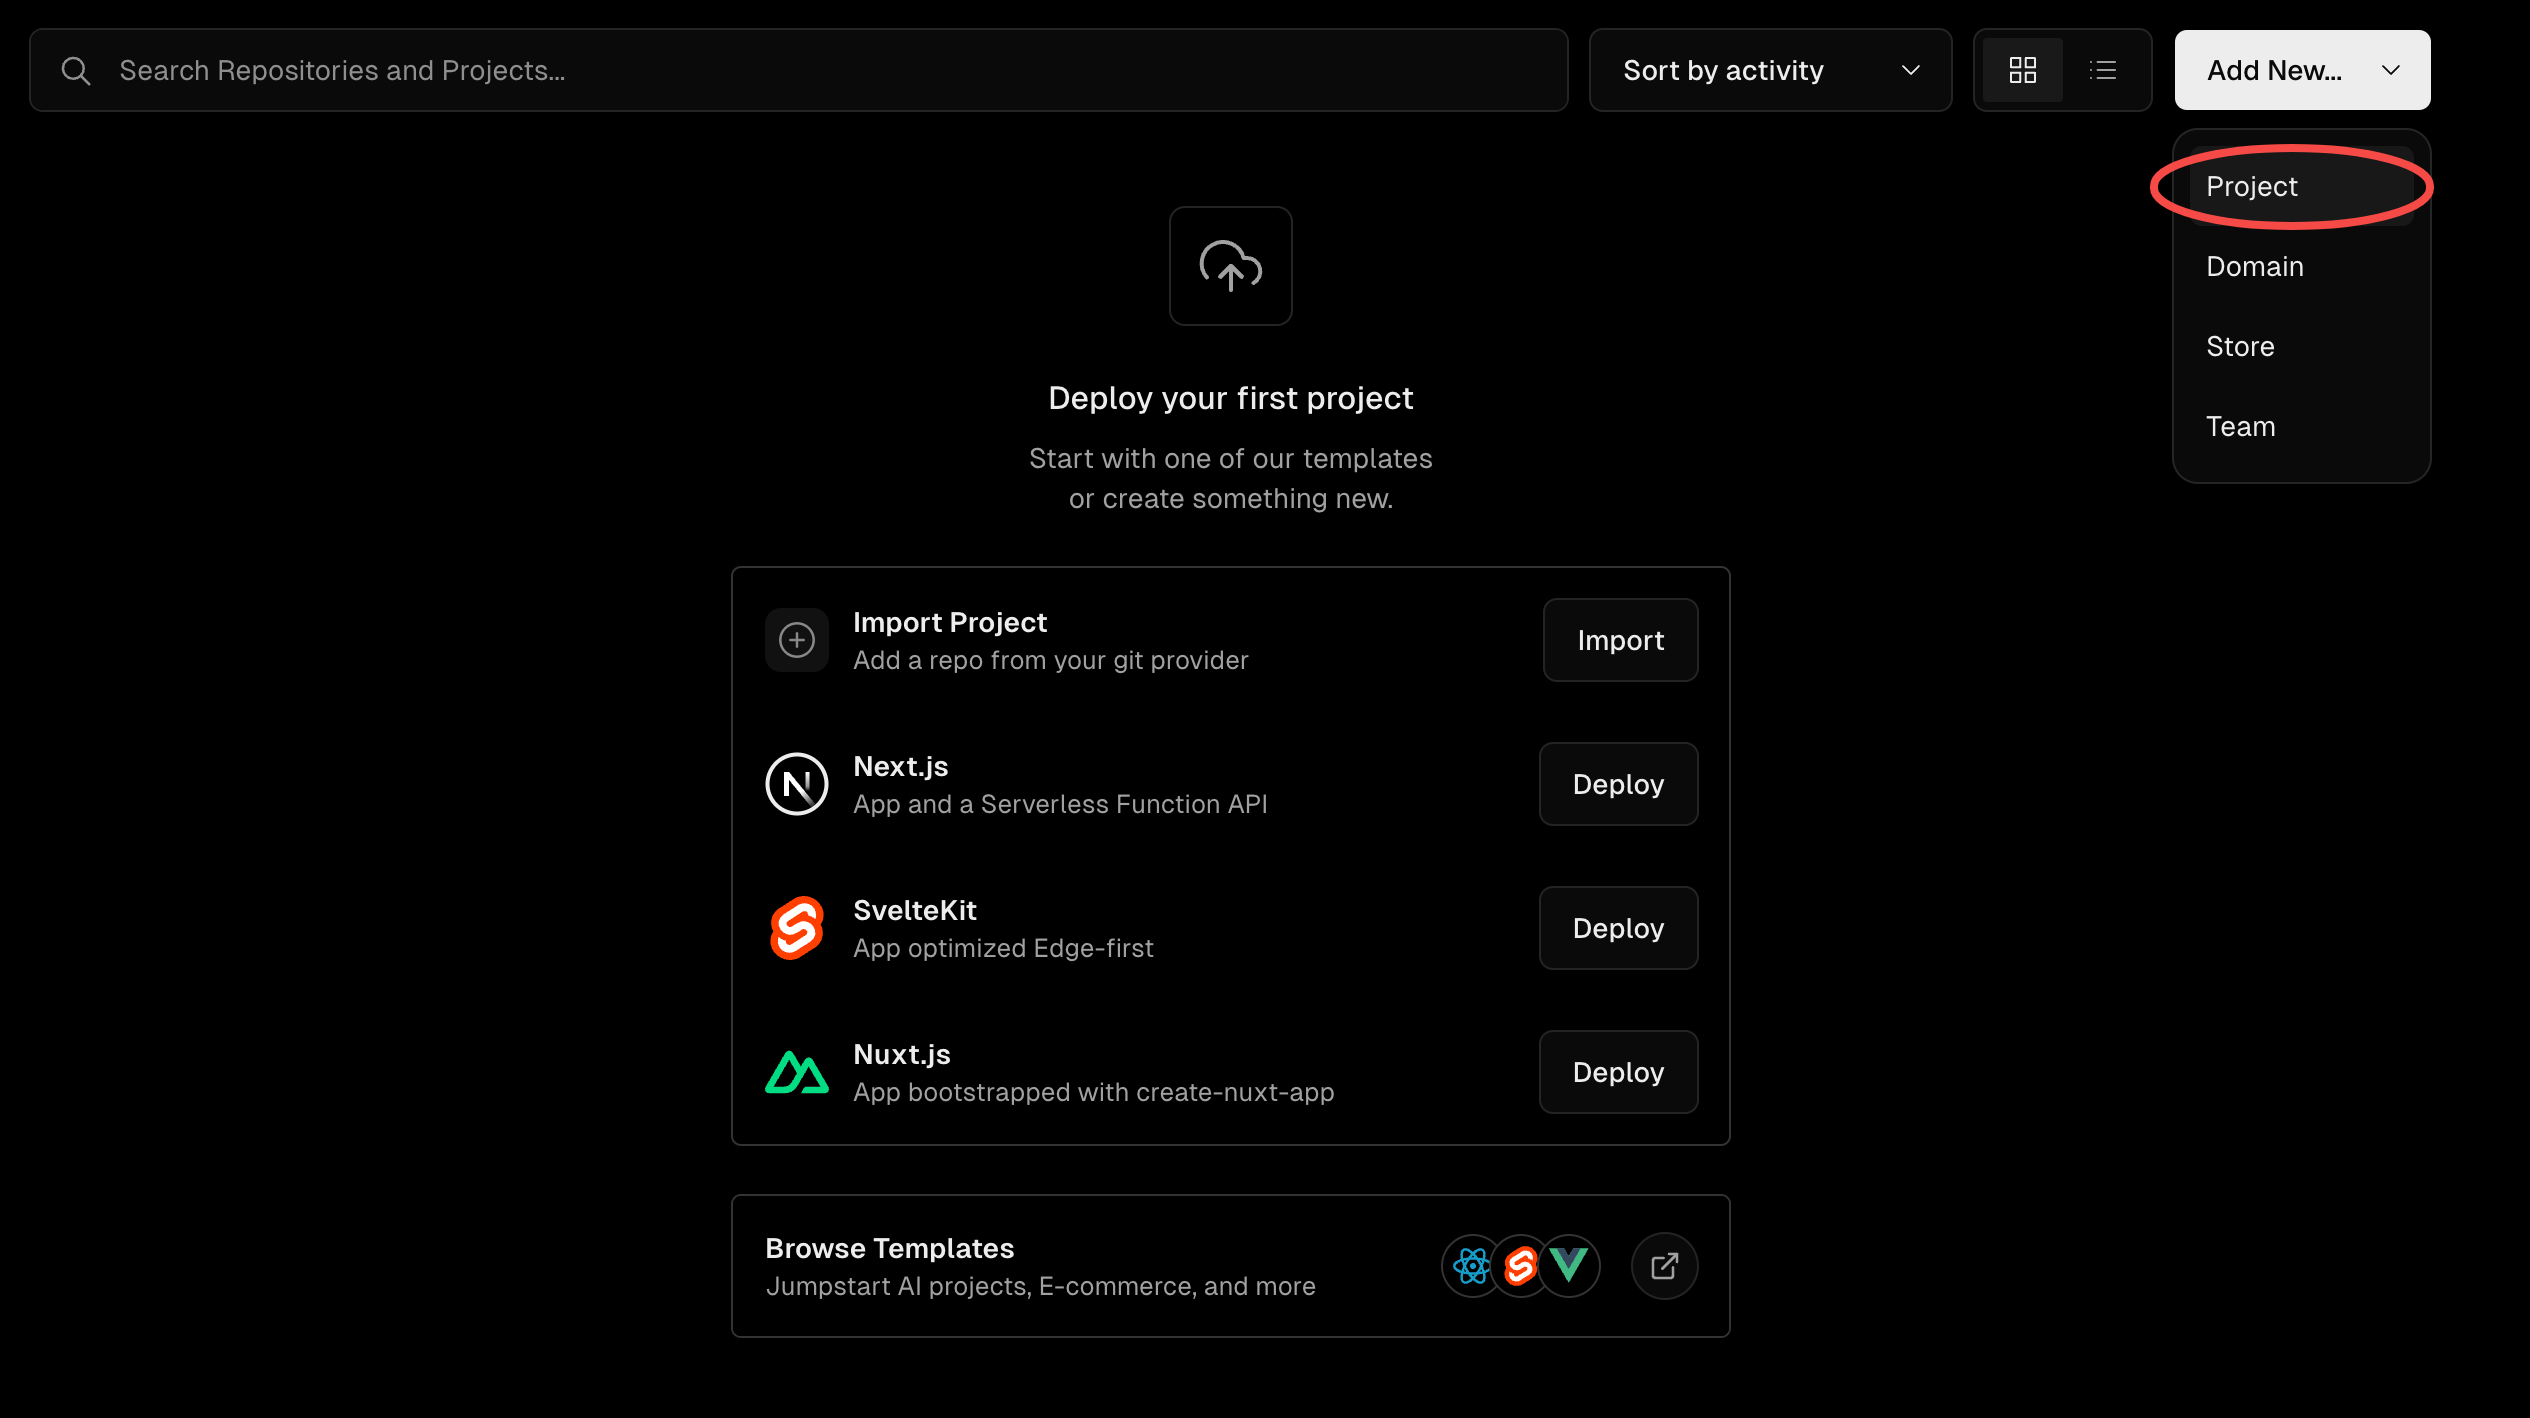 Search Repositories and Projects...
Sort by activity
Add New...
Project
Domain
Store
Team
Deploy your first project
Start with one of our templates
or create something new.
Import Project
Add a repo from your git provider
Import
Next.js
App and a Serverless Function API
Deploy
SvelteKit
App optimized Edge-first
Deploy
Nuxt.js
App bootstrapped with create-nuxt-app
Deploy
Browse Templates
Jumpstart AI projects, E-commerce, and more